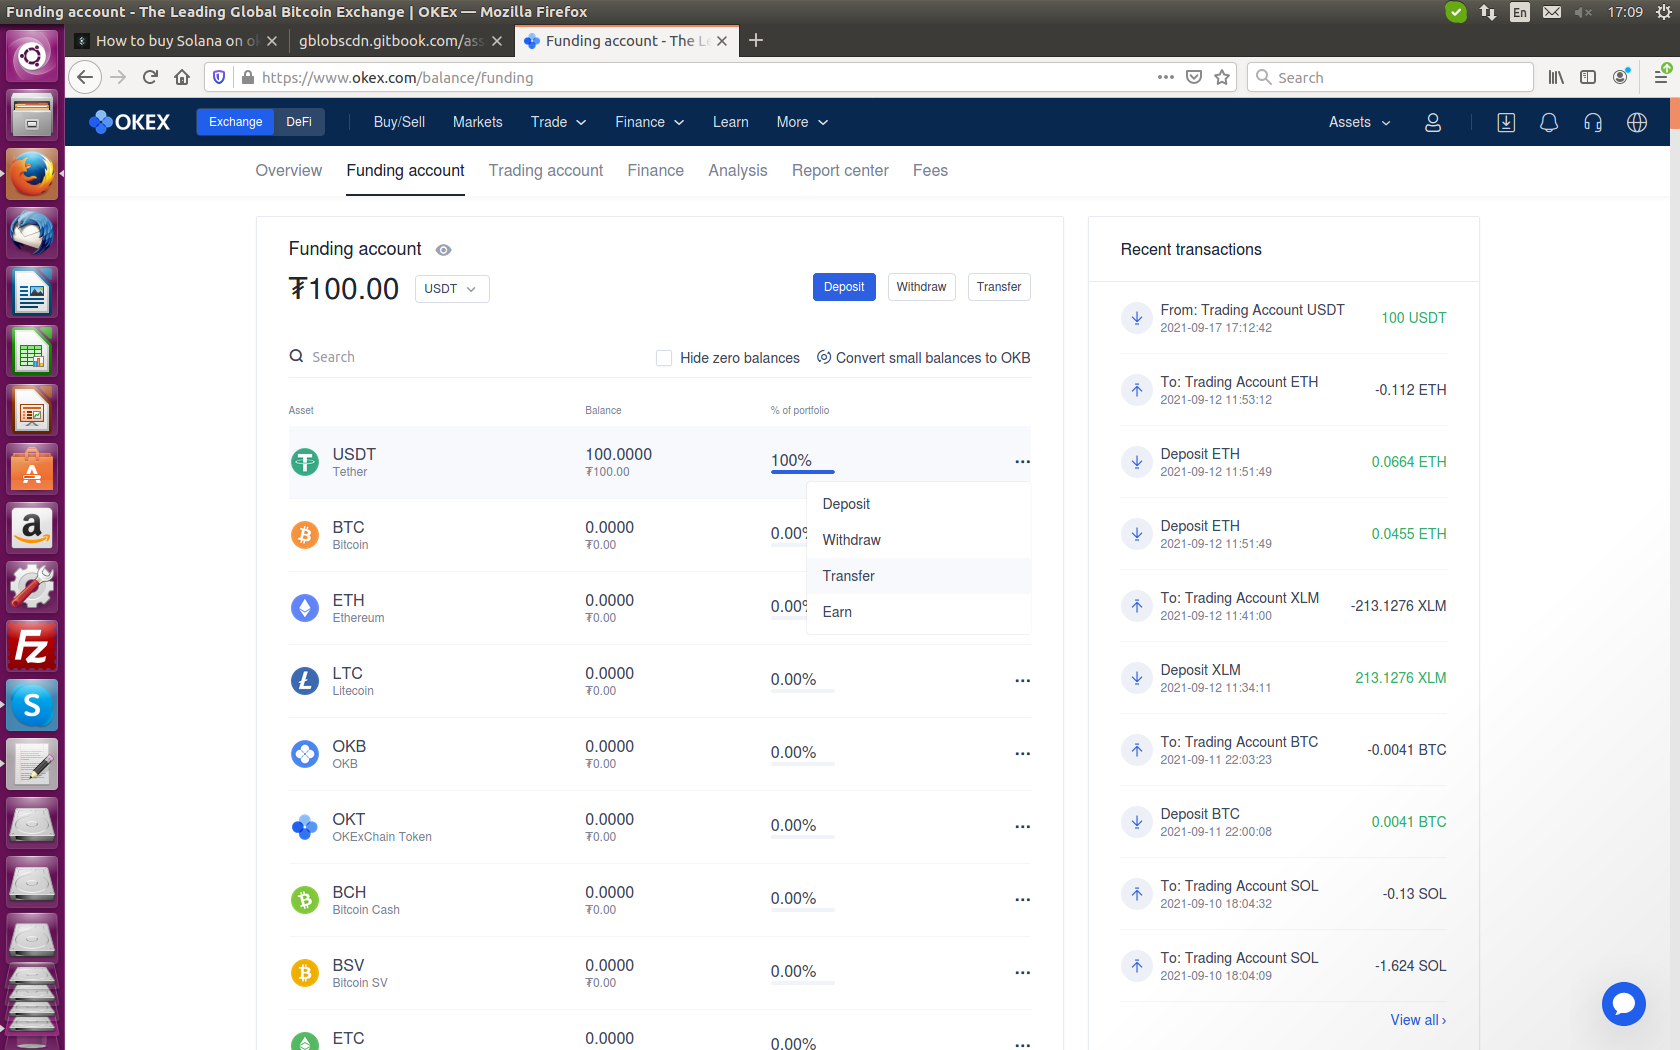 Funding account - The Leading Global Bitcoin Exchange | OKEx — Mozilla Firefox
En
17:09
How to buy Solana on ok
gblobscdn.gitbook.com/ass
Funding account - The Le
https://www.okex.com/balance/funding
Search
OKEX
Exchange
DeFi
Buy/Sell
Markets
Trade
Finance
Learn
More
Assets
Overview
Funding account
Trading account
Finance
Analysis
Report center
Fees
Funding account
₮100.00
USDT
Deposit
Withdraw
Transfer
Search
Hide zero balances
Convert small balances to OKB
Asset
Balance
% of portfolio
USDT
Tether
100.0000
₮100.00
100%
Deposit
Withdraw
Transfer
Earn
BTC
Bitcoin
0.0000
₮0.00
0.00%
ETH
Ethereum
0.0000
₮0.00
0.00%
LTC
Litecoin
0.0000
₮0.00
0.00%
OKB
OKB
0.0000
₮0.00
0.00%
OKT
OKExChain Token
0.0000
₮0.00
0.00%
BCH
Bitcoin Cash
0.0000
₮0.00
0.00%
BSV
Bitcoin SV
0.0000
₮0.00
0.00%
ETC
0.0000
0.00%
Recent transactions
From: Trading Account USDT
2021-09-17 17:12:42
100 USDT
To: Trading Account ETH
2021-09-12 11:53:12
-0.112 ETH
Deposit ETH
2021-09-12 11:51:49
0.0664 ETH
Deposit ETH
2021-09-12 11:51:49
0.0455 ETH
To: Trading Account XLM
2021-09-12 11:41:00
-213.1276 XLM
Deposit XLM
2021-09-12 11:34:11
213.1276 XLM
To: Trading Account BTC
2021-09-11 22:03:23
-0.0041 BTC
Deposit BTC
2021-09-11 22:00:08
0.0041 BTC
To: Trading Account SOL
2021-09-10 18:04:32
-0.13 SOL
To: Trading Account SOL
2021-09-10 18:04:09
-1.624 SOL
View all ›